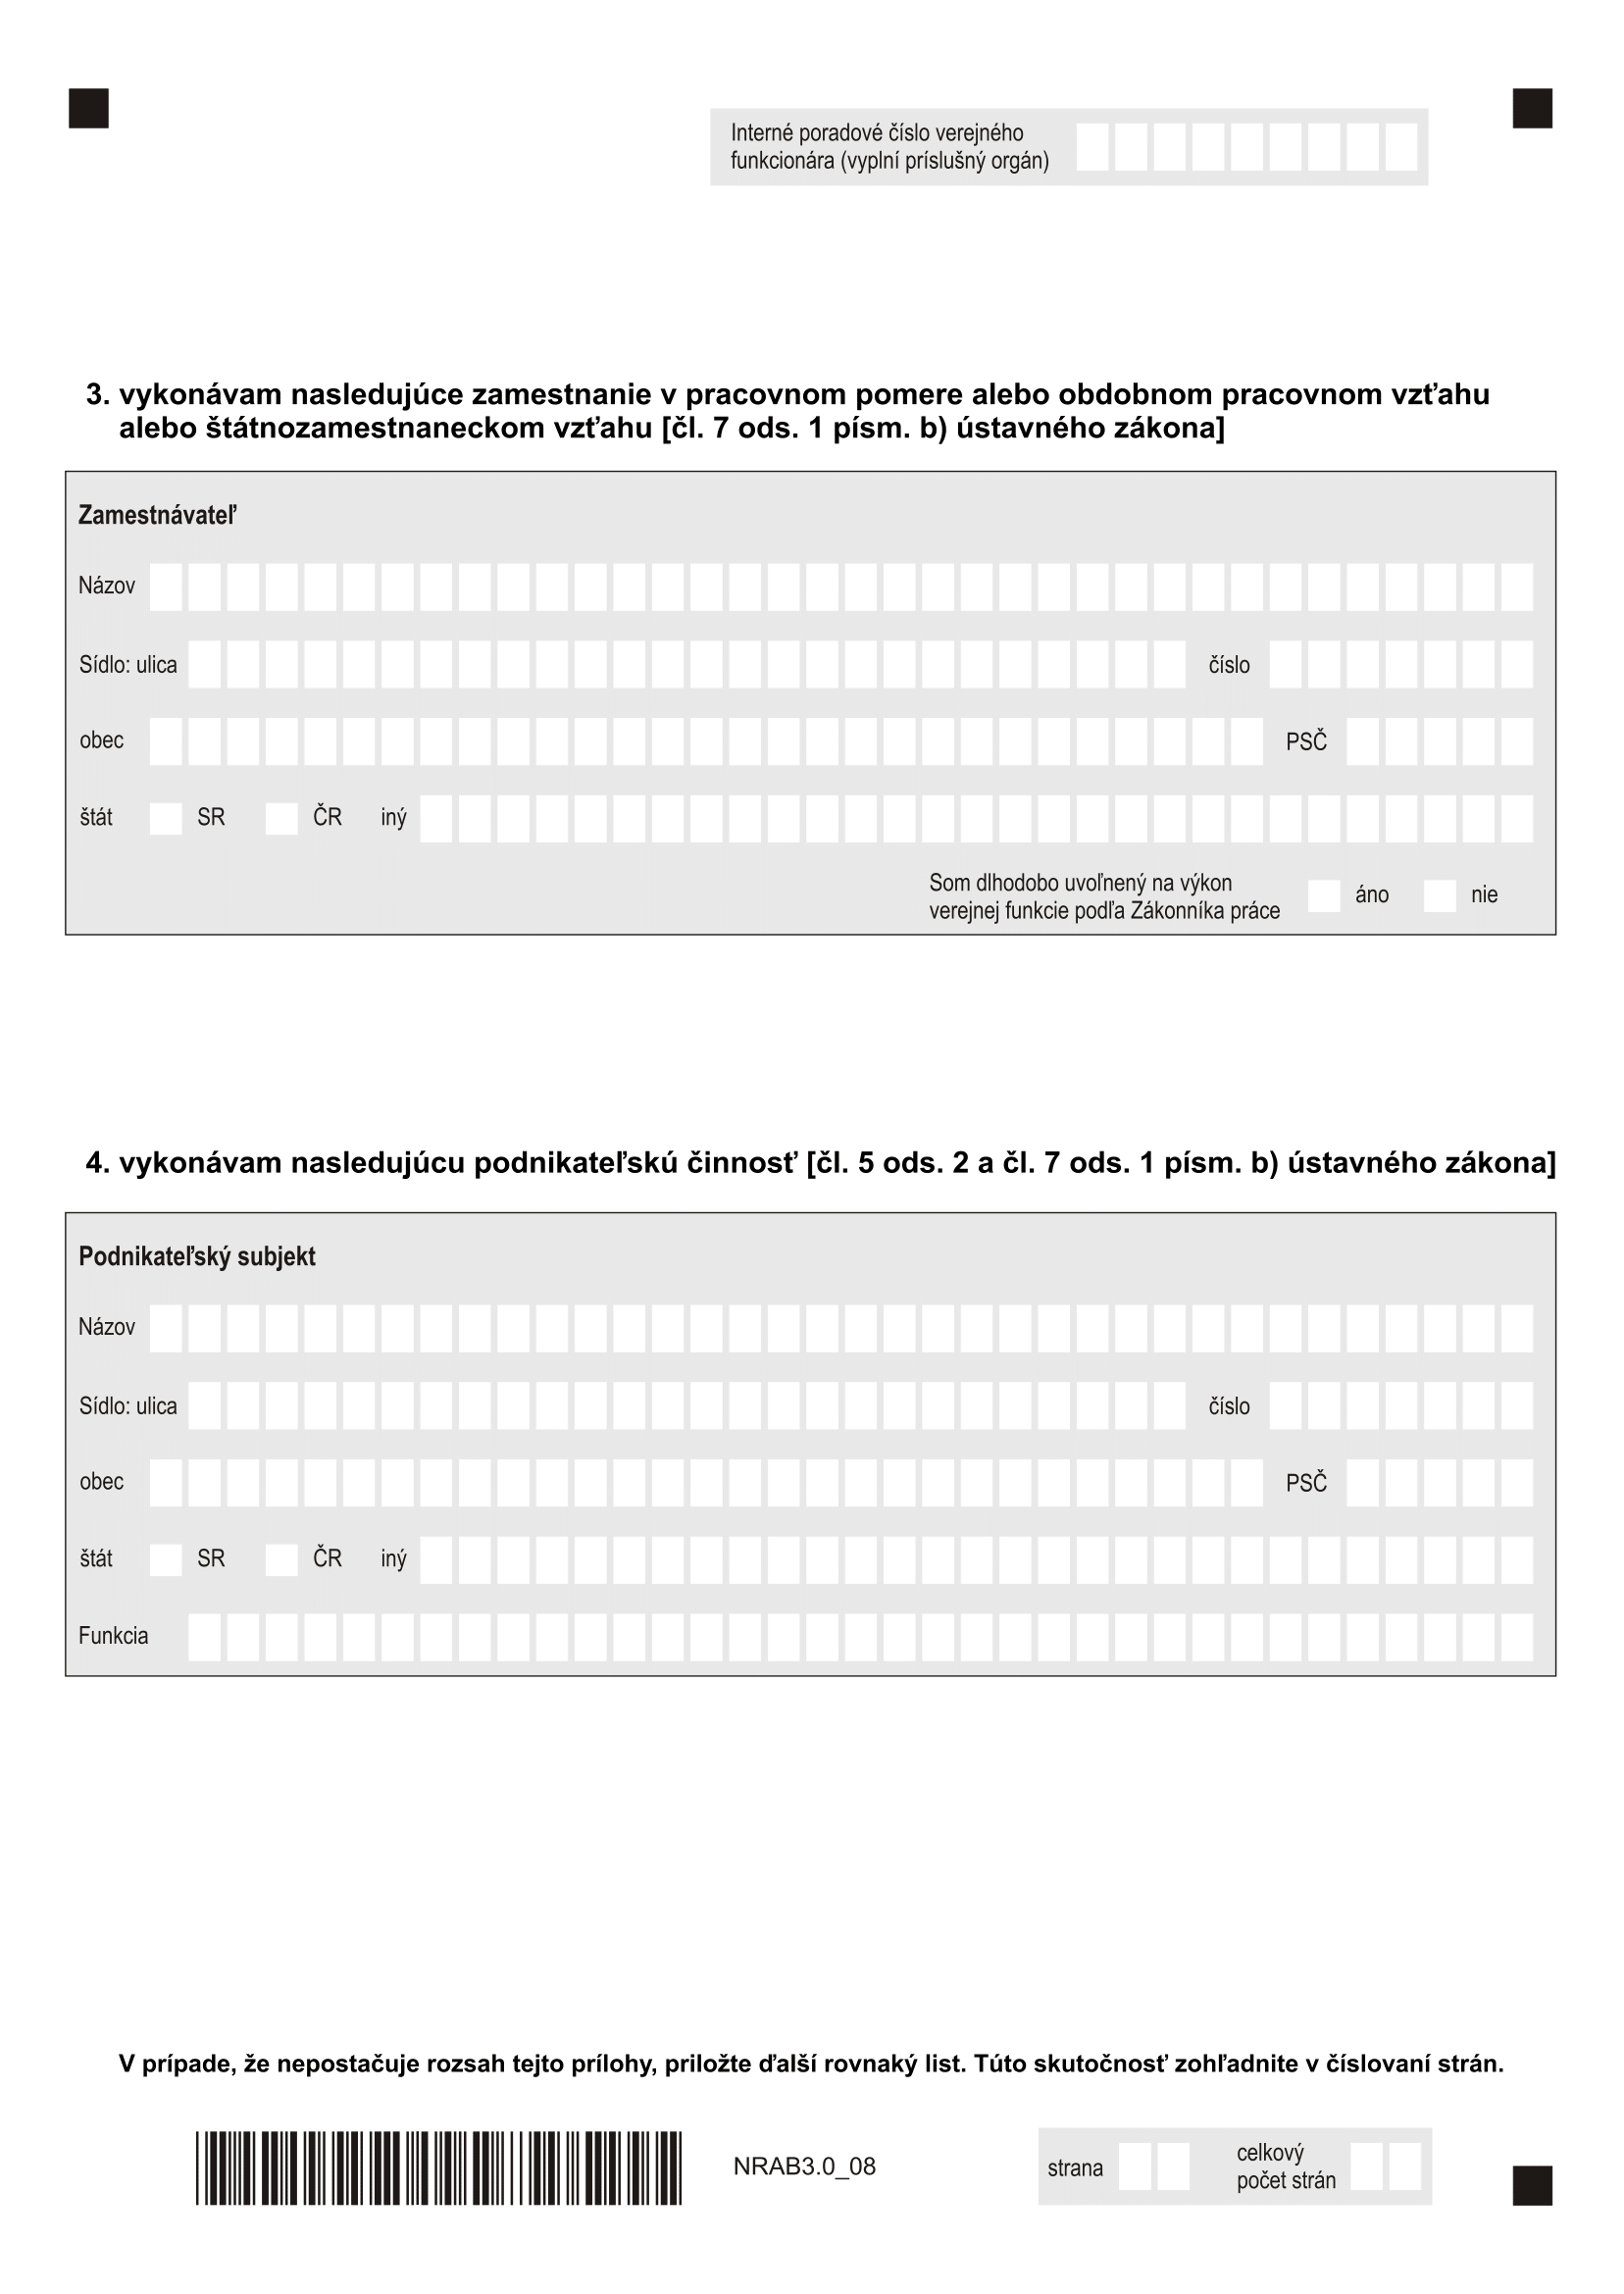 Interné poradové číslo verejného
funkcionára (vyplní príslušný orgán)
3. vykonávam nasledujúce zamestnanie v pracovnom pomere alebo obdobnom pracovnom vzťahu
alebo štátnozamestnaneckom vzťahu [čl. 7 ods. 1 písm. b) ústavného zákona]
Zamestnávateľ
Názov
Sídlo: ulica číslo
obec PSČ
štát SR ČR iný
Som dlhodobo uvoľnený na výkon
verejnej funkcie podľa Zákonníka práce áno nie
4. vykonávam nasledujúcu podnikateľskú činnosť [čl. 5 ods. 2 a čl. 7 ods. 1 písm. b) ústavného zákona]
Podnikateľský subjekt
Názov
Sídlo: ulica číslo
obec PSČ
štát SR ČR iný
Funkcia
V prípade, že nepostačuje rozsah tejto prílohy, priložte ďalší rovnaký list. Túto skutočnosť zohľadnite v číslovaní strán.
NRAB3.0_08
strana
celkový
počet strán